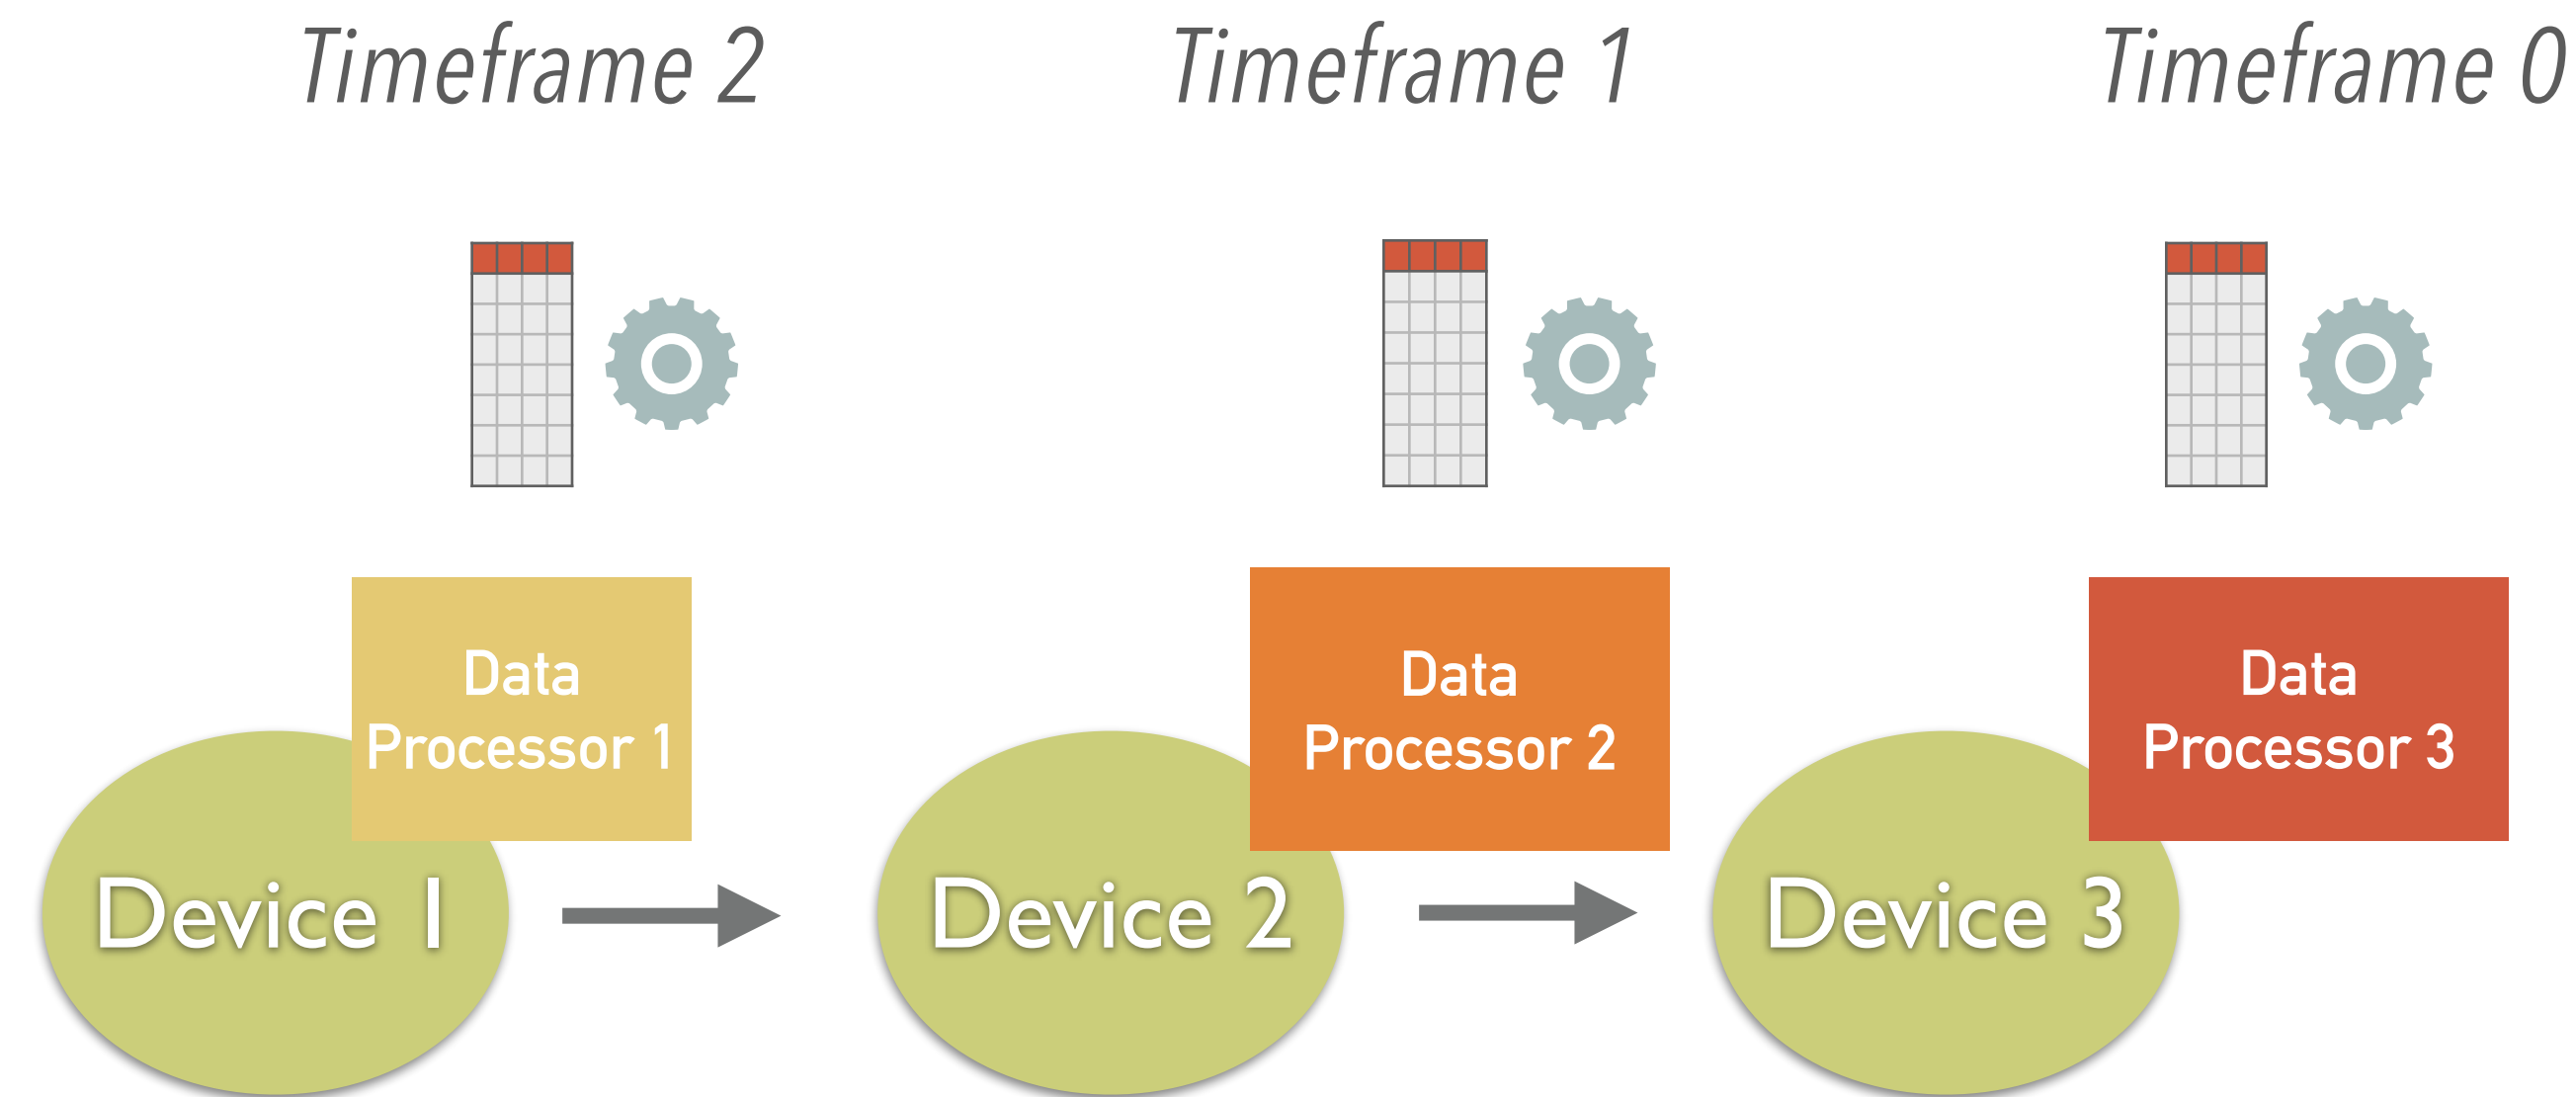 Timeframe 2
Timeframe 1
Timeframe 0
Data
Processor 1
Data
Processor 2
Data
Processor 3
Device 1
Device 2
Device 3